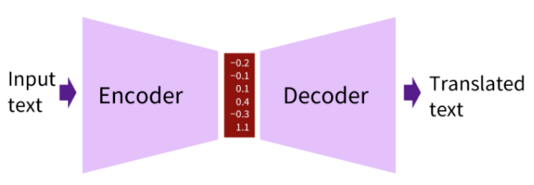 Input
text
Encoder
−0.2
−0.1
0.1
0.4
−0.3
1.1
Decoder
Translated
text